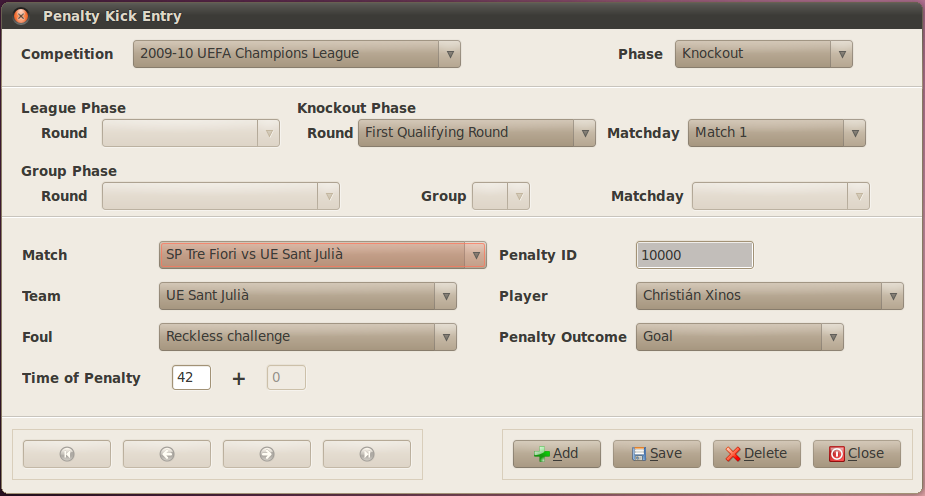 Penalty Kick Entry
Competition 2009-10 UEFA Champions League Phase Knockout
League Phase Knockout Phase
Round Round First Qualifying Round Matchday Match 1
Group Phase
Round Group Matchday
Match SP Tre Fiori vs UE Sant Julià Penalty ID 10000
Team UE Sant Julià Player Christián Xinos
Foul Reckless challenge Penalty Outcome Goal
Time of Penalty 42 + 0
Add Save Delete Close